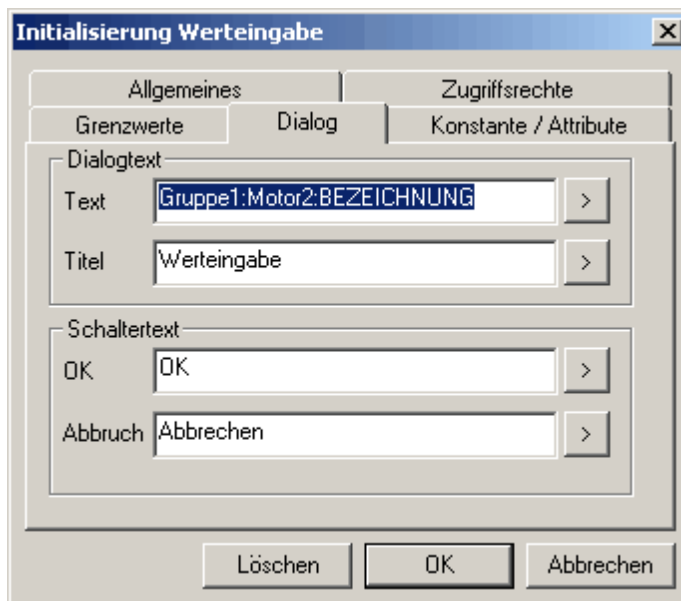 Initialisierung Werteingabe
Allgemeines Zugriffsrechte
Grenzwerte Dialog Konstante / Attribute
Dialogtext
Text Gruppe1:Motor2:BEZEICHNUNG >
Titel Werteingabe >
Schaltertext
OK OK >
Abbruch Abbrechen >
Löschen OK Abbrechen